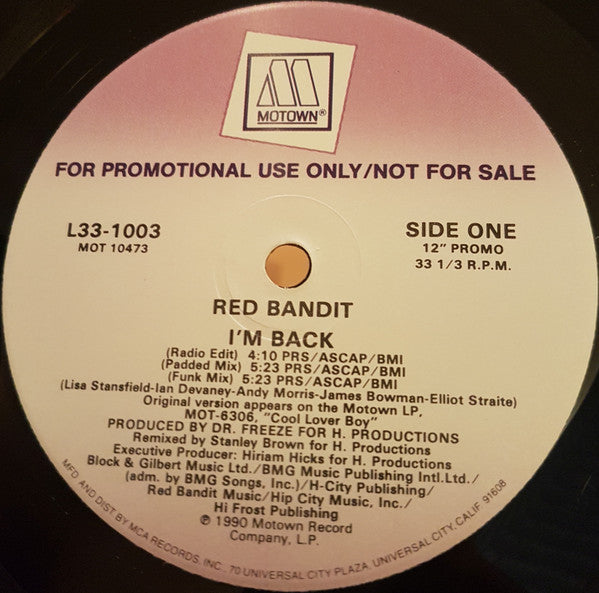 MOTOWN®
FOR PROMOTIONAL USE ONLY/NOT FOR SALE
L33-1003
MOT 10473
SIDE ONE
12" PROMO
33 1/3 R.P.M.
RED BANDIT
I'M BACK
(Radio Edit) 4:10 PRS/ASCAP/BMI
(Padded Mix) 5:23 PRS/ASCAP/BMI
(Funk Mix) 5:23 PRS/ASCAP/BMI
(Lisa Stansfield-Ian Devaney-Andy Morris-James Bowman-Elliot Straite)
Original version appears on the Motown LP,
MOT-6306, "Cool Lover Boy"
PRODUCED BY DR. FREEZE FOR H. PRODUCTIONS
Remixed by Stanley Brown for H. Productions
Executive Producer: Hiriam Hicks for H. Productions
Block & Gilbert Music Ltd./BMG Music Publishing Intl.Ltd./
(adm. by BMG Songs, Inc.)/H-City Publishing/
Red Bandit Music/Hip City Music, Inc./
Hi Frost Publishing
℗ 1990 Motown Record
Company, L.P.
MFD. AND DIST. BY MCA RECORDS, INC., 70 UNIVERSAL CITY PLAZA, UNIVERSAL CITY, CALIF. 91608